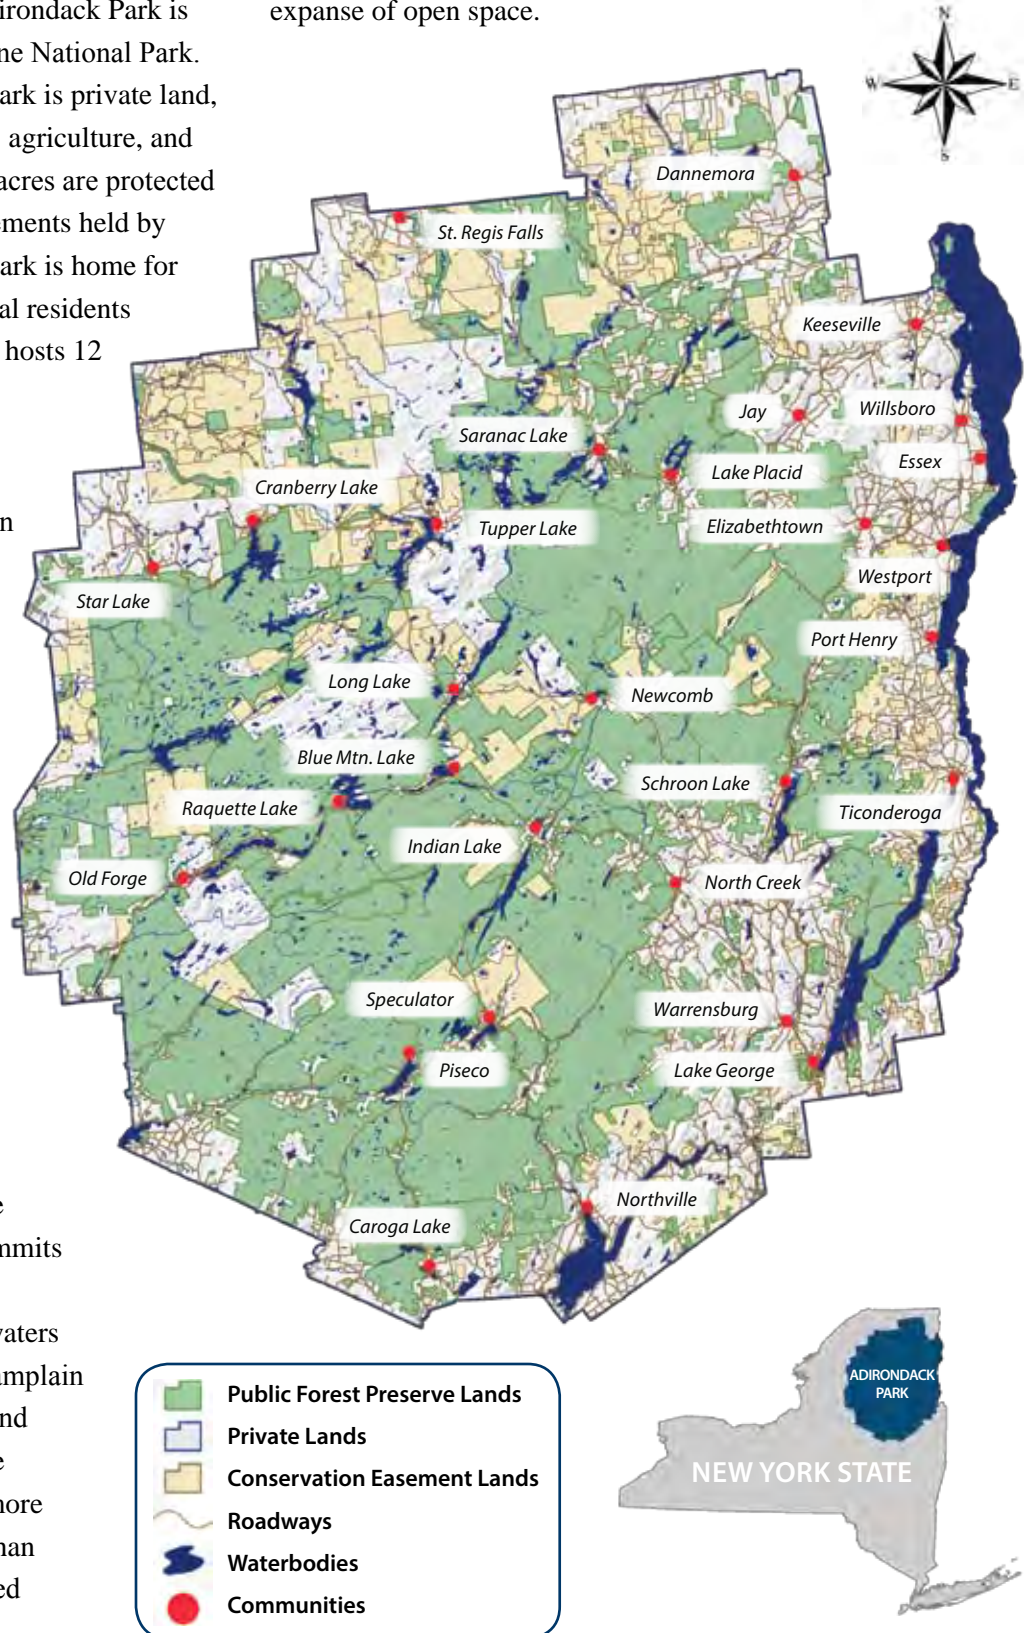 irondack Park is
ne National Park.
ark is private land,
agriculture, and
acres are protected
ements held by
ark is home for
al residents
hosts 12
n
e
mmits
vaters
amplain
nd
e
nore
han
ed
expanse of open space.
N
W
E
S
Dannemora
St. Regis Falls
Keeseville
Jay
Willsboro
Saranac Lake
Essex
Lake Placid
Cranberry Lake
Tupper Lake
Elizabethtown
Westport
Star Lake
Port Henry
Long Lake
Newcomb
Blue Mtn. Lake
Schroon Lake
Raquette Lake
Ticonderoga
Indian Lake
Old Forge
North Creek
Speculator
Warrensburg
Piseco
Lake George
Northville
Caroga Lake
Public Forest Preserve Lands
Private Lands
Conservation Easement Lands
Roadways
Waterbodies
Communities
ADIRONDACK
PARK
NEW YORK STATE